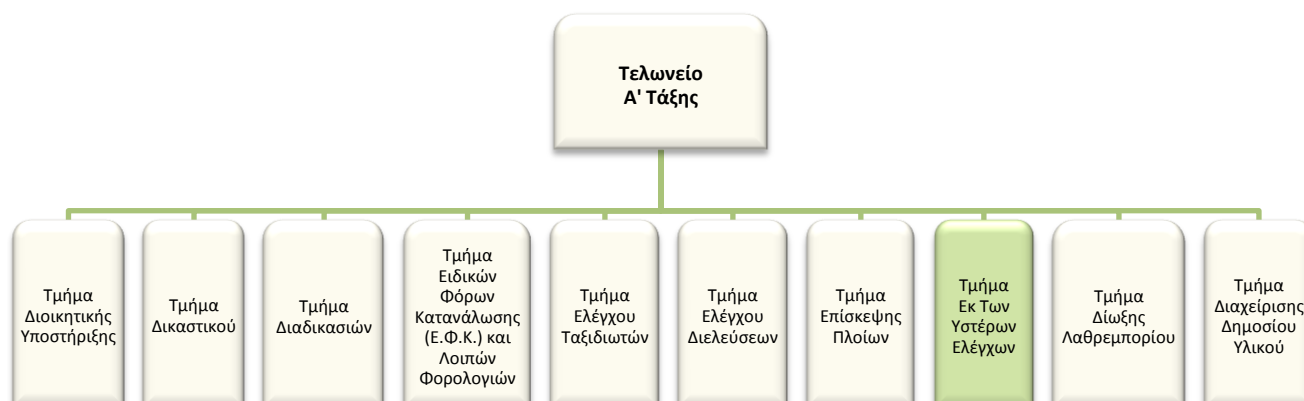 Τελωνείο
Α' Τάξης
Τμήμα
Διοικητικής
Υποστήριξης
Τμήμα
Δικαστικού
Τμήμα
Διαδικασιών
Τμήμα
Ειδικών
Φόρων
Κατανάλωσης
(Ε.Φ.Κ.) και
Λοιπών
Φορολογιών
Τμήμα
Ελέγχου
Ταξιδιωτών
Τμήμα
Ελέγχου
Διελεύσεων
Τμήμα
Επίσκεψης
Πλοίων
Τμήμα
Εκ Των
Υστέρων
Ελέγχων
Τμήμα
Δίωξης
Λαθρεμπορίου
Τμήμα
Διαχείρισης
Δημοσίου
Υλικού